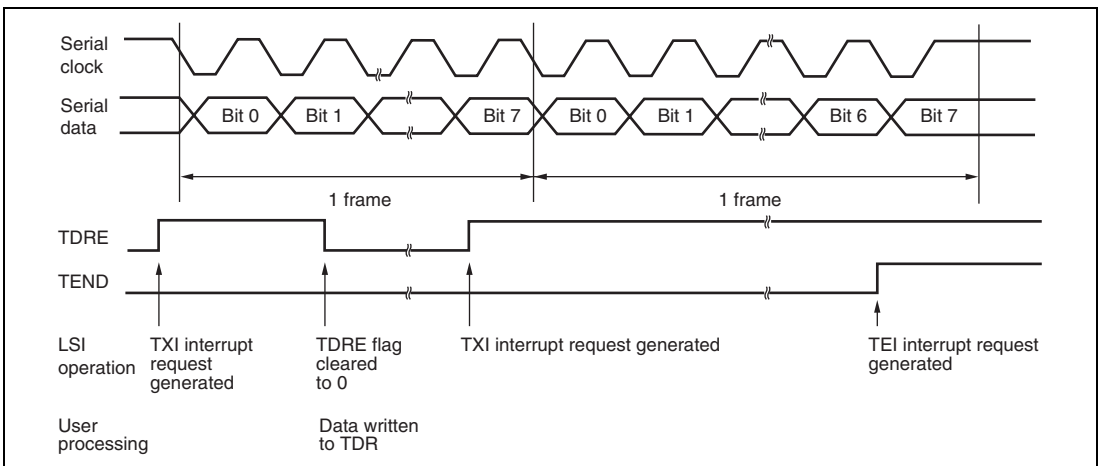 Serial
clock
Serial
data
Bit 0
Bit 1
Bit 7
Bit 0
Bit 1
Bit 6
Bit 7
1 frame
1 frame
TDRE
TEND
LSI
operation
TXI interrupt
request
generated
TDRE flag
cleared
to 0
TXI interrupt request generated
TEI interrupt request
generated
User
processing
Data written
to TDR